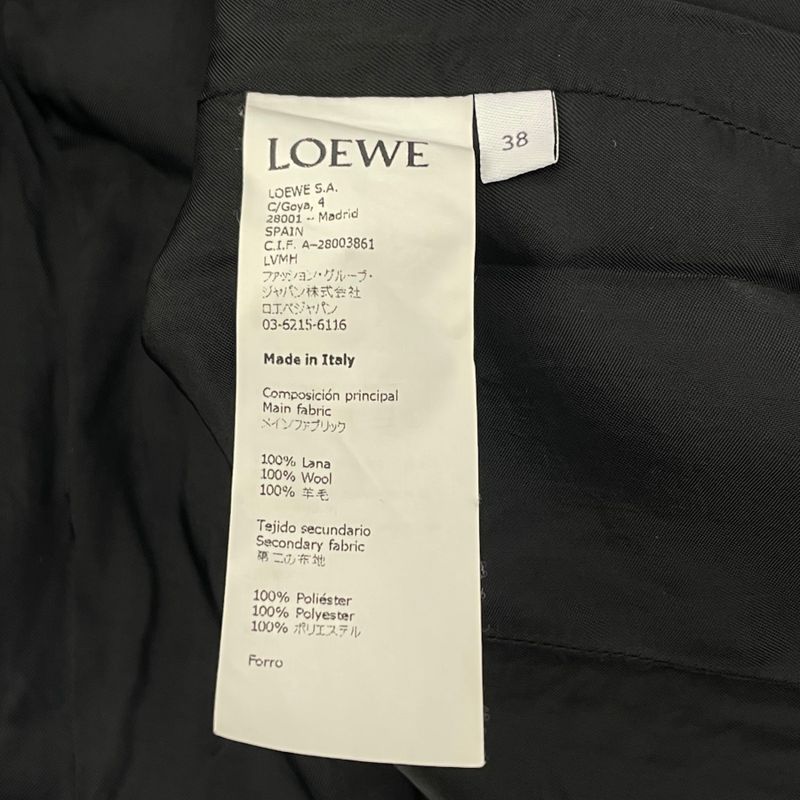 LOEWE
38
LOEWE S.A.
C/Goya, 4
28001 - Madrid
SPAIN
C.I.F. A-28003861
LVMH
ファッション・グループ・
ジャパン株式会社
ロエベジャパン
03-6215-6116
Made in Italy
Composición principal
Main fabric
メインファブリック
100% Lana
100% Wool
100% 羊毛
Tejido secundario
Secondary fabric
第二の布地
100% Poliéster
100% Polyester
100% ポリエステル
Forro